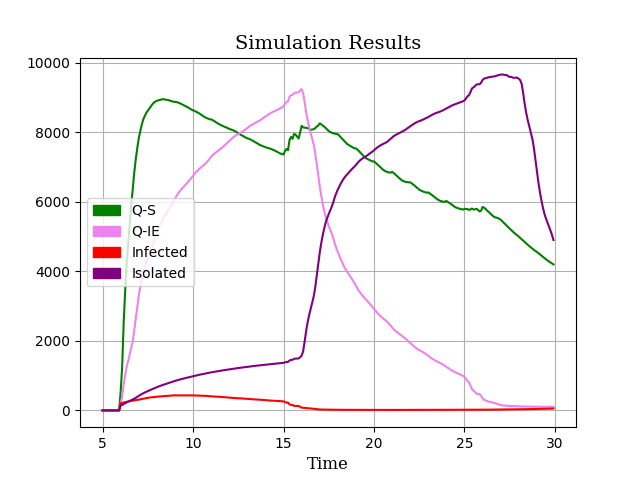 Simulation Results
10000
8000
6000
4000
2000
0
Q-S
Q-IE
Infected
Isolated
5 10 15 20 25 30
Time